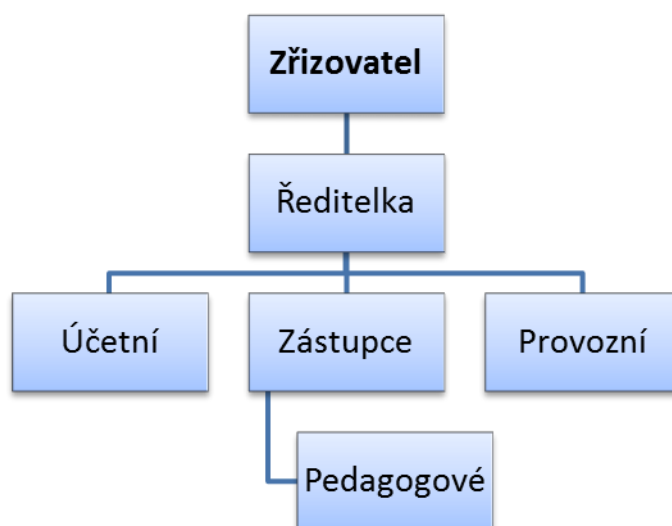 Zřizovatel
Ředitelka
Účetní
Zástupce
Provozní
Pedagogové